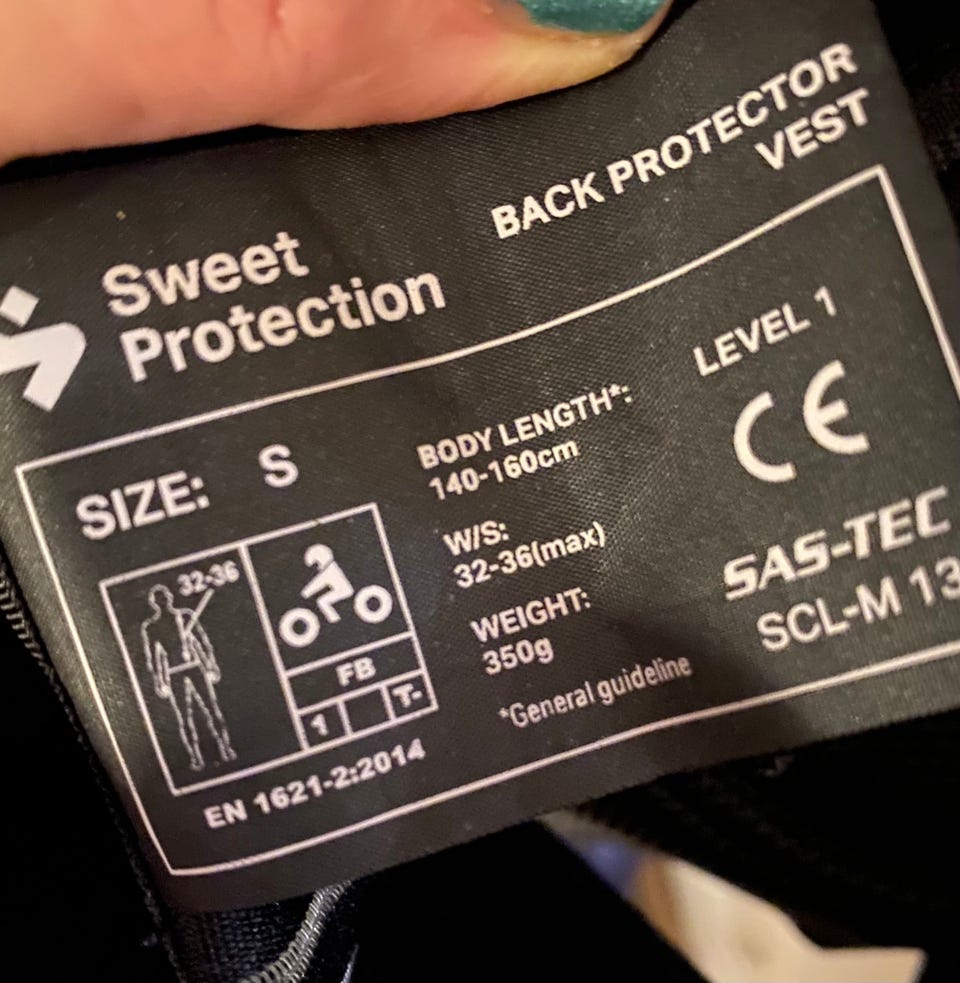 BACK PROTECTOR
VEST
Sweet
Protection
SIZE: S
BODY LENGTH*:
140-160cm
W/S:
32-36(max)
WEIGHT:
350g
*General guideline
LEVEL 1
CE
SAS-TEC
SCL-M 13
32-36
FB
1 T-
EN 1621-2:2014